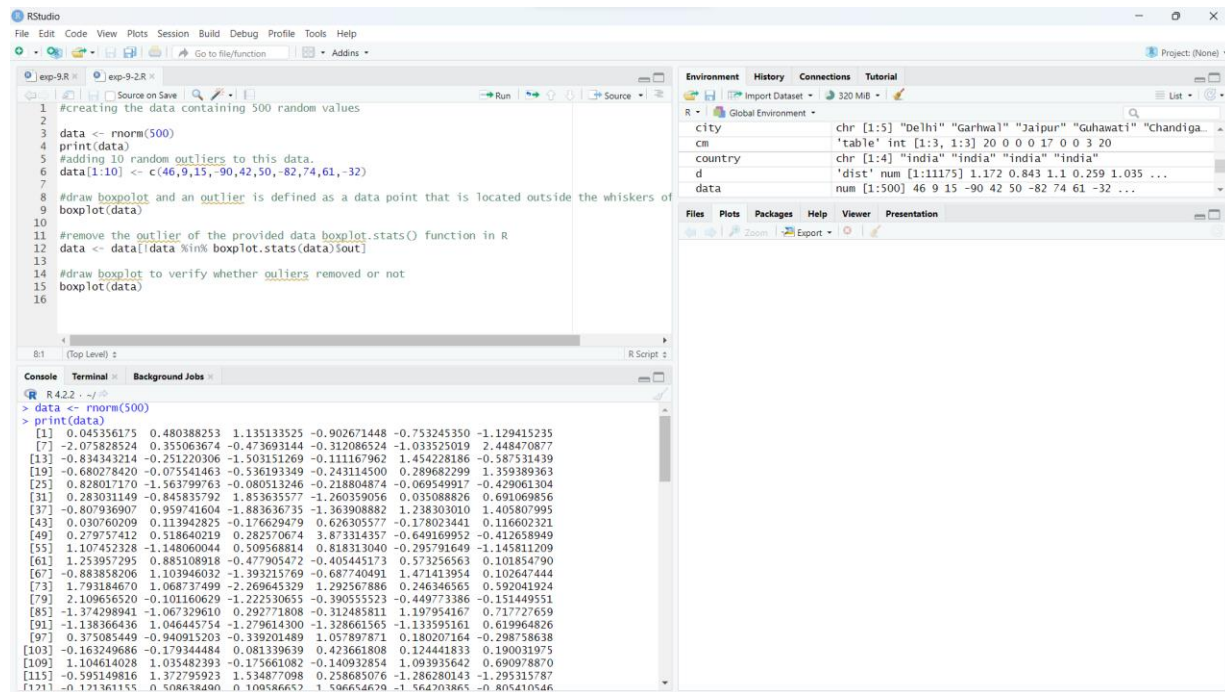 RStudio
File Edit Code View Plots Session Build Debug Profile Tools Help
Go to file/function Addins
Project: (None)
exp-9.R exp-9-2.R
Source on Save Run Source
1 #creating the data containing 500 random values
2
3 data <- rnorm(500)
4 print(data)
5 #adding 10 random outliers to this data.
6 data[1:10] <- c(46,9,15,-90,42,50,-82,74,61,-32)
7
8 #draw boxpolot and an outlier is defined as a data point that is located outside the whiskers of
9 boxplot(data)
10
11 #remove the outlier of the provided data boxplot.stats() function in R
12 data <- data[!data %in% boxplot.stats(data)$out]
13
14 #draw boxplot to verify whether ouliers removed or not
15 boxplot(data)
16
8:1 (Top Level) R Script
Console Terminal Background Jobs
R 4.2.2 · ~/
> data <- rnorm(500)
> print(data)
[1] 0.045356175 0.480388253 1.135133525 -0.902671448 -0.753245350 -1.129415235
[7] -2.075828524 0.355063674 -0.473693144 -0.312086524 -1.033525019 2.448470877
[13] -0.834343214 -0.251220306 -1.503151269 -0.111167962 1.454228186 -0.587531439
[19] -0.680278420 -0.075541463 -0.536193349 -0.243114500 0.289682299 1.359389363
[25] 0.828017170 -1.563799763 -0.080513246 -0.218804874 -0.069549917 -0.429061304
[31] 0.283031149 -0.845835792 1.853635577 -1.260359056 0.035088826 0.691069856
[37] -0.807936907 0.959741604 -1.883636735 -1.363908882 1.238303010 1.405807995
[43] 0.030760209 0.113942825 -0.176629479 0.626305577 -0.178023441 0.116602321
[49] 0.279757412 0.518640219 0.282570674 3.873314357 -0.649169952 -0.412658949
[55] 1.107452328 -1.148060044 0.509568814 0.818313040 -0.295791649 -1.145811209
[61] 1.253957295 0.885108918 -0.477905472 -0.405445173 0.573256563 0.101854790
[67] -0.883858206 1.103946032 -1.393215769 -0.687740491 1.471413954 0.102647444
[73] 1.793184670 1.068737499 -2.269645329 1.292567886 0.246346565 0.592041924
[79] 2.109656520 -0.101160629 -1.222530655 -0.390555523 -0.449773386 -0.151449551
[85] -1.374298941 -1.067329610 0.292771808 -0.312485811 1.197954167 0.717727659
[91] -1.138366436 1.046445754 -1.279614300 -1.328661565 -1.133595161 0.619964826
[97] 0.375085449 -0.940915203 -0.339201489 1.057897871 0.180207164 -0.298758638
[103] -0.163249686 -0.179344484 0.081339639 0.423661808 0.124441833 0.190031975
[109] 1.104614028 1.035482393 -0.175661082 -0.140932854 1.093935642 0.690978870
[115] -0.595149816 1.372795923 1.534877098 0.258685076 -1.286280143 -1.295315787
[121] -0.121361155 0.508638490 0.109586652 1.596654629 -1.564203865 -0.805410546
Environment History Connections Tutorial
Import Dataset 320 MiB List
R Global Environment
city chr [1:5] "Delhi" "Garhwal" "Jaipur" "Guhawati" "Chandiga…
cm 'table' int [1:3, 1:3] 20 0 0 0 17 0 0 3 20
country chr [1:4] "india" "india" "india" "india"
d 'dist' num [1:11175] 1.172 0.843 1.1 0.259 1.035 ...
data num [1:500] 46 9 15 -90 42 50 -82 74 61 -32 ...
Files Plots Packages Help Viewer Presentation
Zoom Export